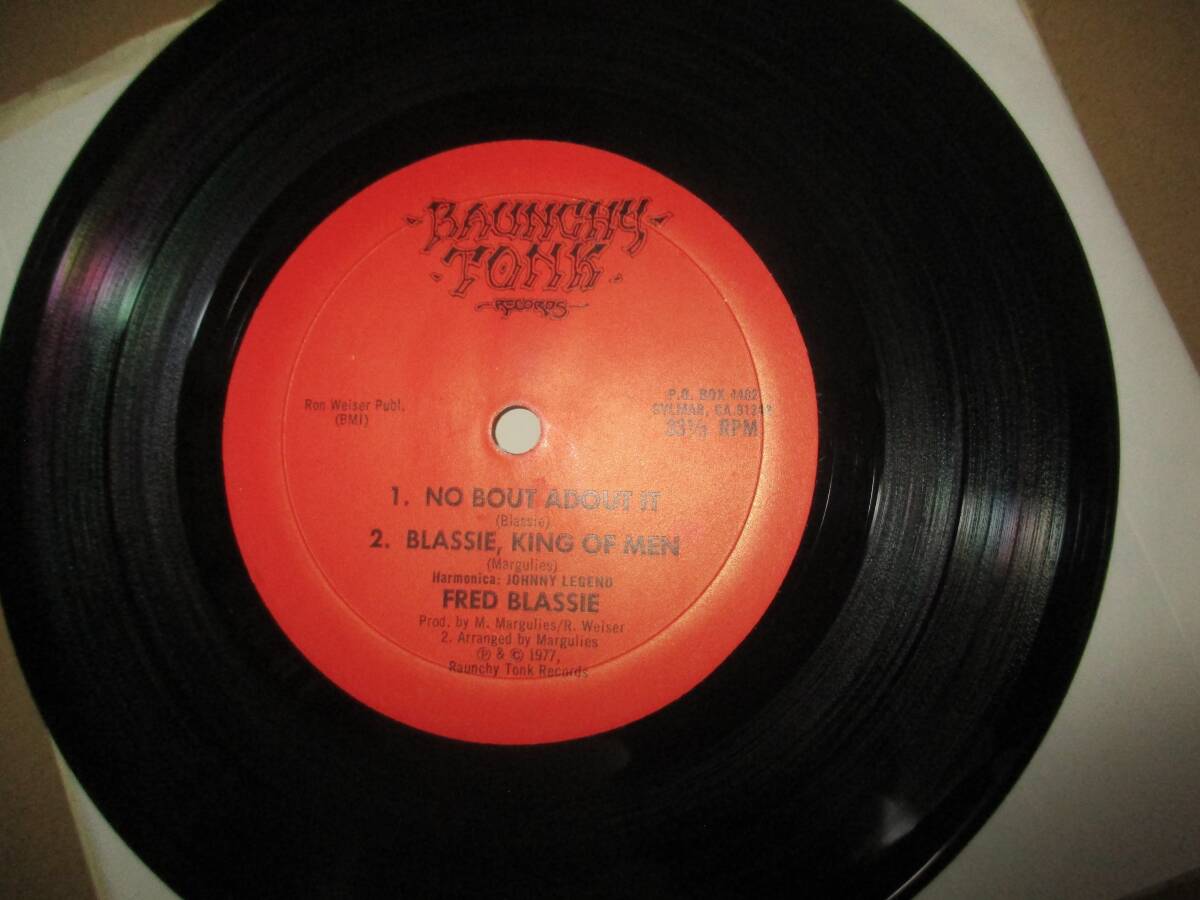 RAUNCHY
TONK
RECORDS
Ron Weiser Publ.
(BMI)
P.O. BOX 4402
SYLMAR, CA.
33⅓ RPM
1. NO BOUT ADOUT IT
(Blassie)
2. BLASSIE, KING OF MEN
(Margulies)
Harmonica: JOHNNY LEGEND
FRED BLASSIE
Prod. by M. Margulies/R. Weiser
2. Arranged by Margulies
℗ & © 1977,
Raunchy Tonk Records